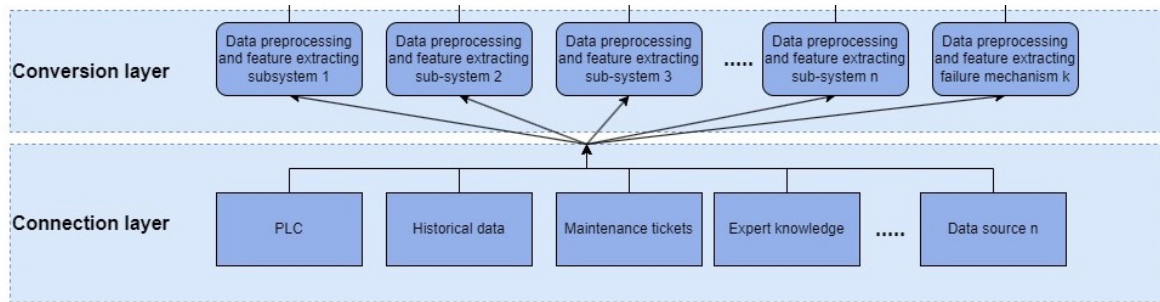 Conversion layer
Data preprocessing
and feature extracting
subsystem 1
Data preprocessing
and feature extracting
sub-system 2
Data preprocessing
and feature extracting
sub-system 3
.....
Data preprocessing
and feature extracting
sub-system n
Data preprocessing
and feature extracting
failure mechanism k
Connection layer
PLC
Historical data
Maintenance tickets
Expert knowledge
.....
Data source n